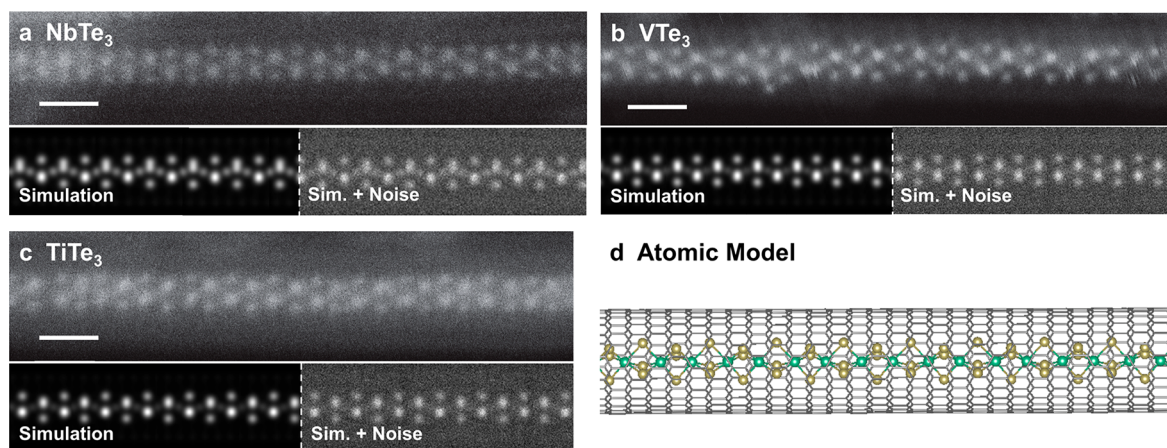 a NbTe3
Simulation
Sim. + Noise
b VTe3
Simulation
Sim. + Noise
c TiTe3
Simulation
Sim. + Noise
d Atomic Model